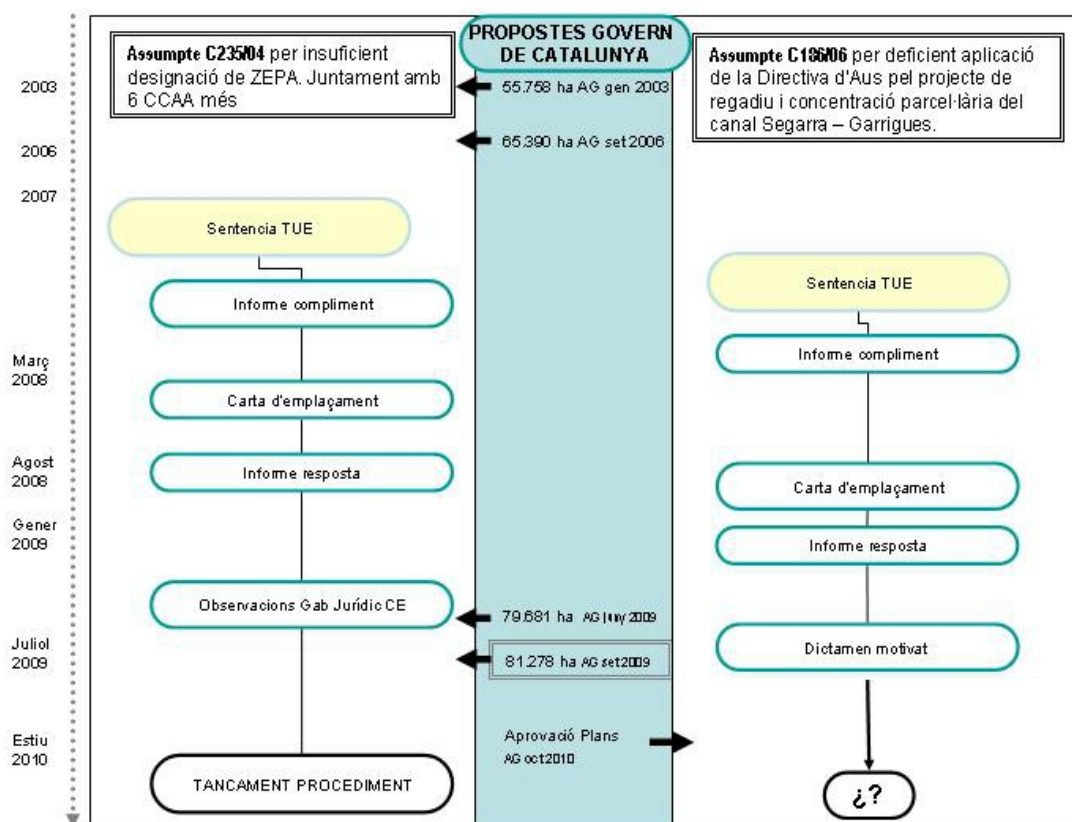 PROPOSTES GOVERN
DE CATALUNYA
Assumpte C235/04 per insuficient
designació de ZEPA. Juntament amb
6 CCAA més
Assumpte C186/06 per deficient aplicació
de la Directiva d'Aus pel projecte de
regadiu i concentració parcel·lària del
canal Segarra – Garrigues.
2003
55.758 ha AG gen 2003
2006
65.390 ha AG set 2006
2007
Sentencia TUE
Sentencia TUE
Informe compliment
Informe compliment
Març
2008
Carta d'emplaçament
Agost
2008
Informe resposta
Carta d'emplaçament
Gener
2009
Informe resposta
Observacions Gab Jurídic CE
79.681 ha AG juny 2009
Juliol
2009
81.278 ha AG set 2009
Dictamen motivat
Estiu
2010
Aprovació Plans
AG oct 2010
TANCAMENT PROCEDIMENT
¿?